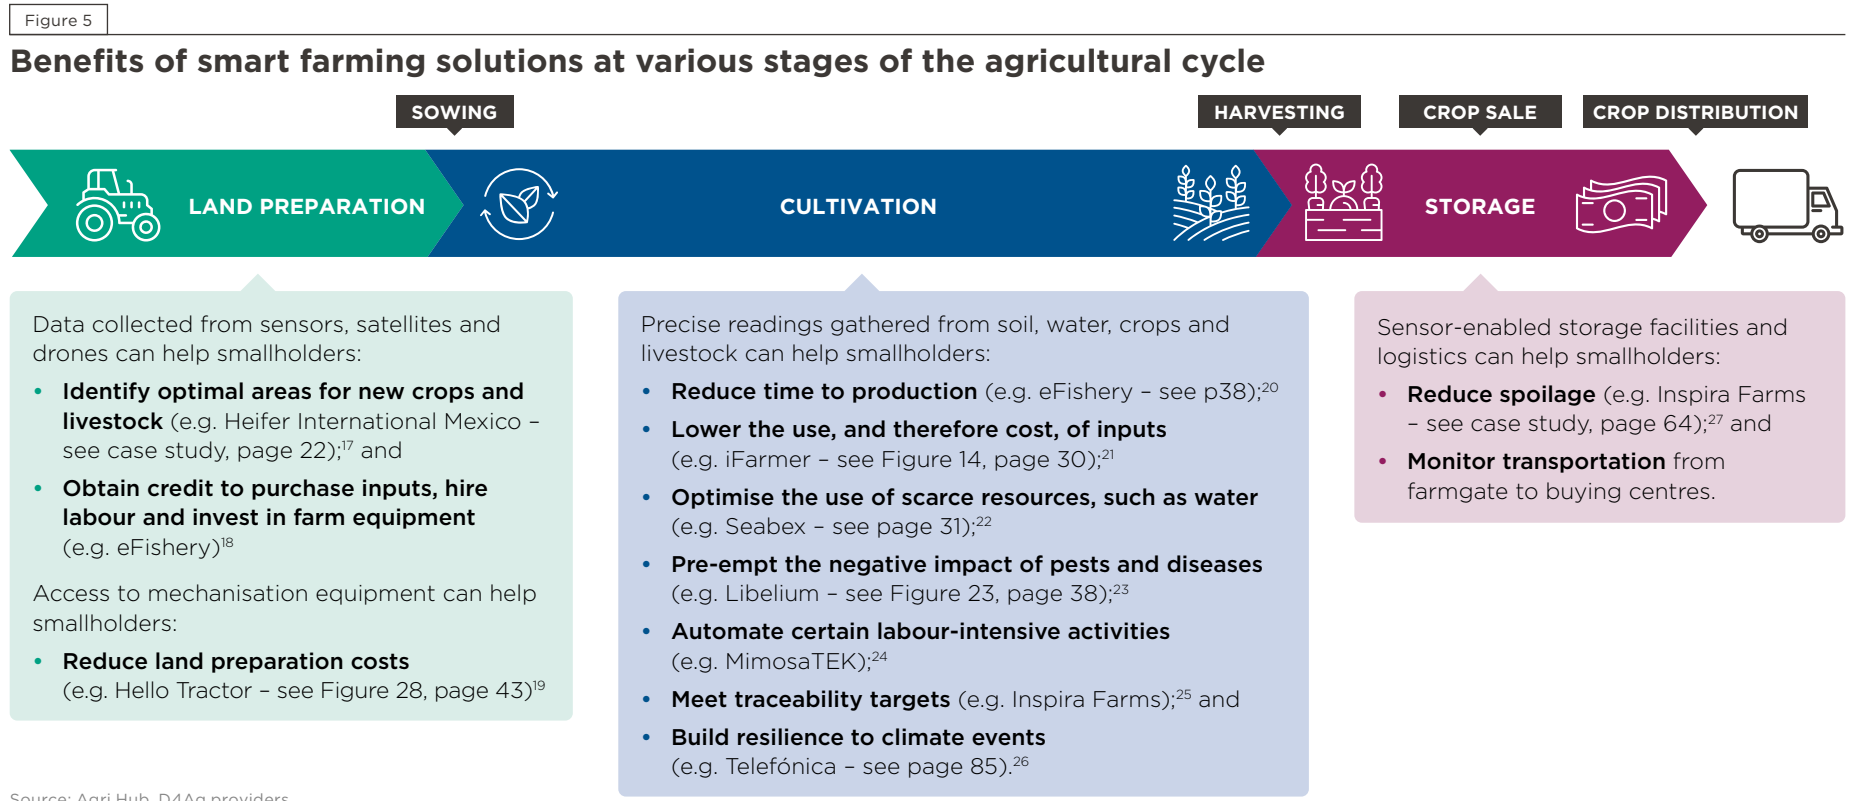 Figure 5
Benefits of smart farming solutions at various stages of the agricultural cycle
SOWING
HARVESTING
CROP SALE
CROP DISTRIBUTION
LAND PREPARATION
CULTIVATION
STORAGE
Data collected from sensors, satellites and
drones can help smallholders:
• Identify optimal areas for new crops and
livestock (e.g. Heifer International Mexico –
see case study, page 22);17 and
• Obtain credit to purchase inputs, hire
labour and invest in farm equipment
(e.g. eFishery)18
Access to mechanisation equipment can help
smallholders:
• Reduce land preparation costs
(e.g. Hello Tractor – see Figure 28, page 43)19
Precise readings gathered from soil, water, crops and
livestock can help smallholders:
• Reduce time to production (e.g. eFishery – see p38);20
• Lower the use, and therefore cost, of inputs
(e.g. iFarmer – see Figure 14, page 30);21
• Optimise the use of scarce resources, such as water
(e.g. Seabex – see page 31);22
• Pre-empt the negative impact of pests and diseases
(e.g. Libelium – see Figure 23, page 38);23
• Automate certain labour-intensive activities
(e.g. MimosaTEK);24
• Meet traceability targets (e.g. Inspira Farms);25 and
• Build resilience to climate events
(e.g. Telefónica – see page 85).26
Sensor-enabled storage facilities and
logistics can help smallholders:
• Reduce spoilage (e.g. Inspira Farms
– see case study, page 64);27 and
• Monitor transportation from
farmgate to buying centres.
Source: Agri Hub, D4Ag providers